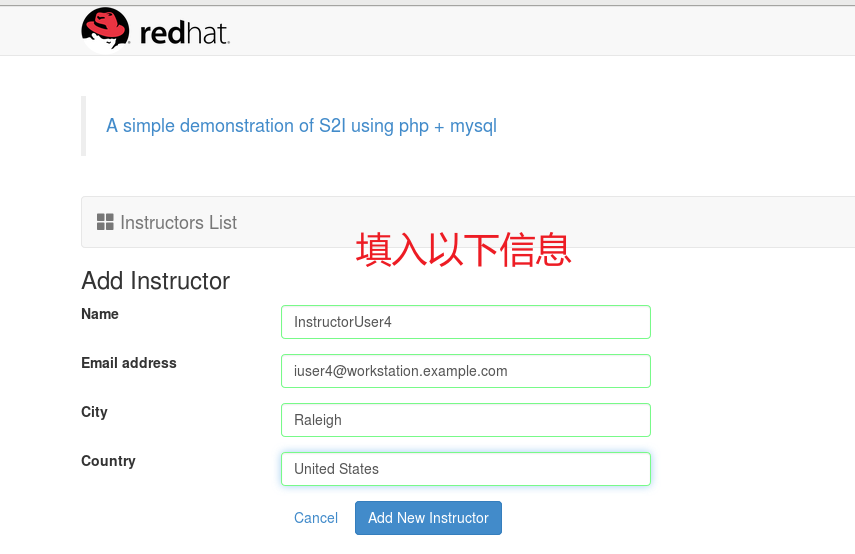 redhat.
A simple demonstration of S2I using php + mysql
Instructors List
填入以下信息
Add Instructor
Name
InstructorUser4
Email address
iuser4@workstation.example.com
City
Raleigh
Country
United States
Cancel
Add New Instructor